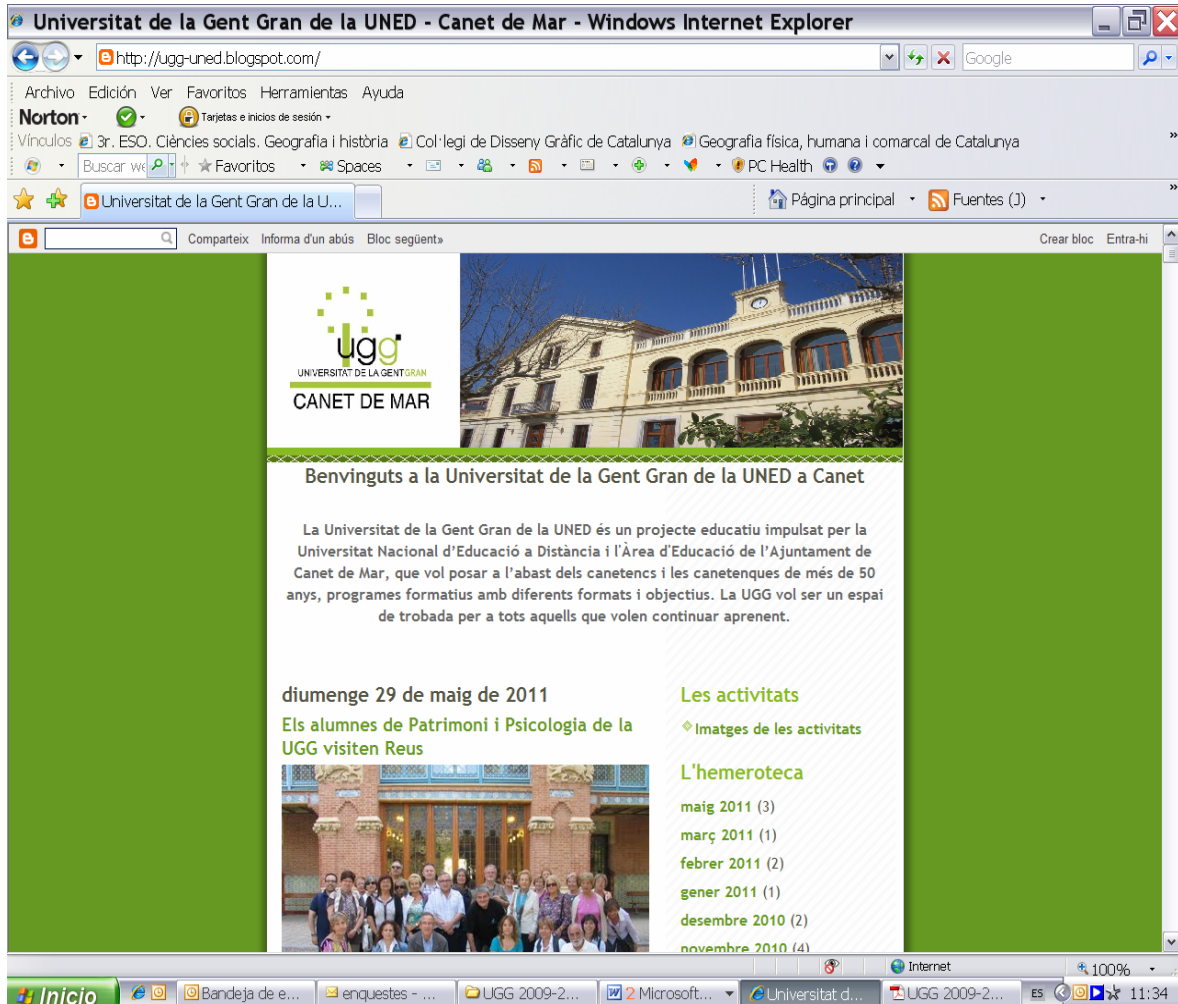 Universitat de la Gent Gran de la UNED - Canet de Mar - Windows Internet Explorer
http://ugg-uned.blogspot.com/
Google
Archivo Edición Ver Favoritos Herramientas Ayuda
Norton Tarjetas e inicios de sesión
Vínculos 3r. ESO. Ciències socials. Geografia i història Col·legi de Disseny Gràfic de Catalunya Geografia física, humana i comarcal de Catalunya »
Buscar we Favoritos Spaces PC Health
Universitat de la Gent Gran de la U... Página principal Fuentes (J) »
Comparteix Informa d'un abús Bloc següent» Crear bloc Entra-hi
ugg
UNIVERSITAT DE LA GENT GRAN
CANET DE MAR
Benvinguts a la Universitat de la Gent Gran de la UNED a Canet
La Universitat de la Gent Gran de la UNED és un projecte educatiu impulsat per la
Universitat Nacional d'Educació a Distància i l'Àrea d'Educació de l'Ajuntament de
Canet de Mar, que vol posar a l'abast dels canetencs i les canetenques de més de 50
anys, programes formatius amb diferents formats i objectius. La UGG vol ser un espai
de trobada per a tots aquells que volen continuar aprenent.
diumenge 29 de maig de 2011
Els alumnes de Patrimoni i Psicologia de la
UGG visiten Reus
Les activitats
Imatges de les activitats
L'hemeroteca
maig 2011 (3)
març 2011 (1)
febrer 2011 (2)
gener 2011 (1)
desembre 2010 (2)
novembre 2010 (4)
Internet 100%
Inicio Bandeja de e... enquestes - ... UGG 2009-2... 2 Microsoft... Universitat d... UGG 2009-2... ES 11:34